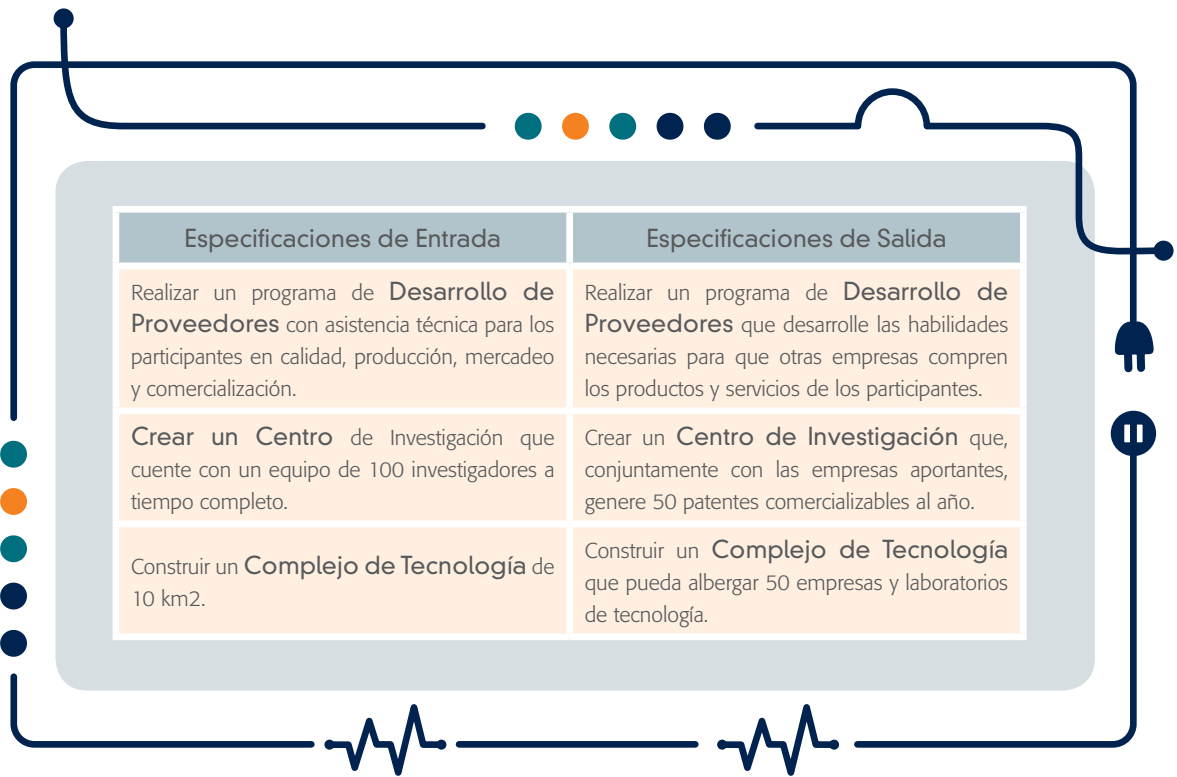 Especificaciones de Entrada
Especificaciones de Salida
Realizar un programa de Desarrollo de
Proveedores con asistencia técnica para los
participantes en calidad, producción, mercadeo
y comercialización.
Realizar un programa de Desarrollo de
Proveedores que desarrolle las habilidades
necesarias para que otras empresas compren
los productos y servicios de los participantes.
Crear un Centro de Investigación que
cuente con un equipo de 100 investigadores a
tiempo completo.
Crear un Centro de Investigación que,
conjuntamente con las empresas aportantes,
genere 50 patentes comercializables al año.
Construir un Complejo de Tecnología de
10 km2.
Construir un Complejo de Tecnología
que pueda albergar 50 empresas y laboratorios
de tecnología.